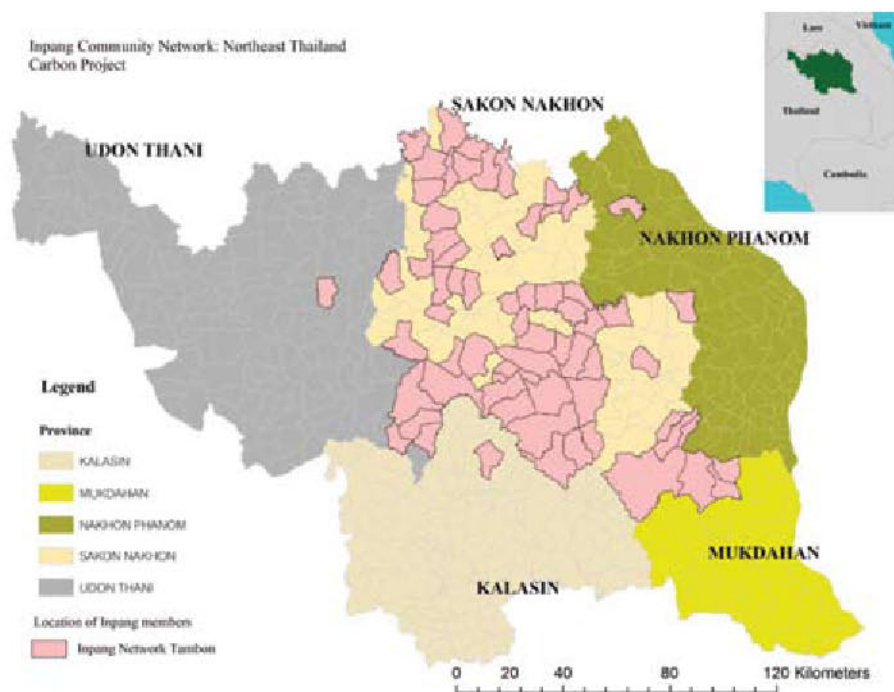 Inpang Community Network: Northeast Thailand
Carbon Project
Laos
Vietnam
Thailand
Cambodia
SAKON NAKHON
UDON THANI
NAKHON PHANOM
Legend
Province
KALASINI
MUKDAHAN
NAKHON PHANOM
SAKON NAKHON
UDON THANI
MUKDAHAN
KALASIN
Location of Inpang members
Inpang Network Tambon
0 20 40 80 120 Kilometers